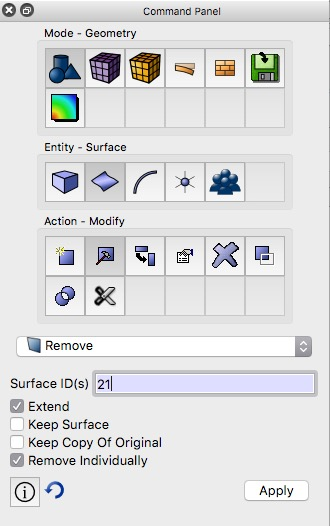 Command Panel
Mode - Geometry
Entity - Surface
Action - Modify
Remove
Surface ID(s) 21
Extend
Keep Surface
Keep Copy Of Original
Remove Individually
Apply